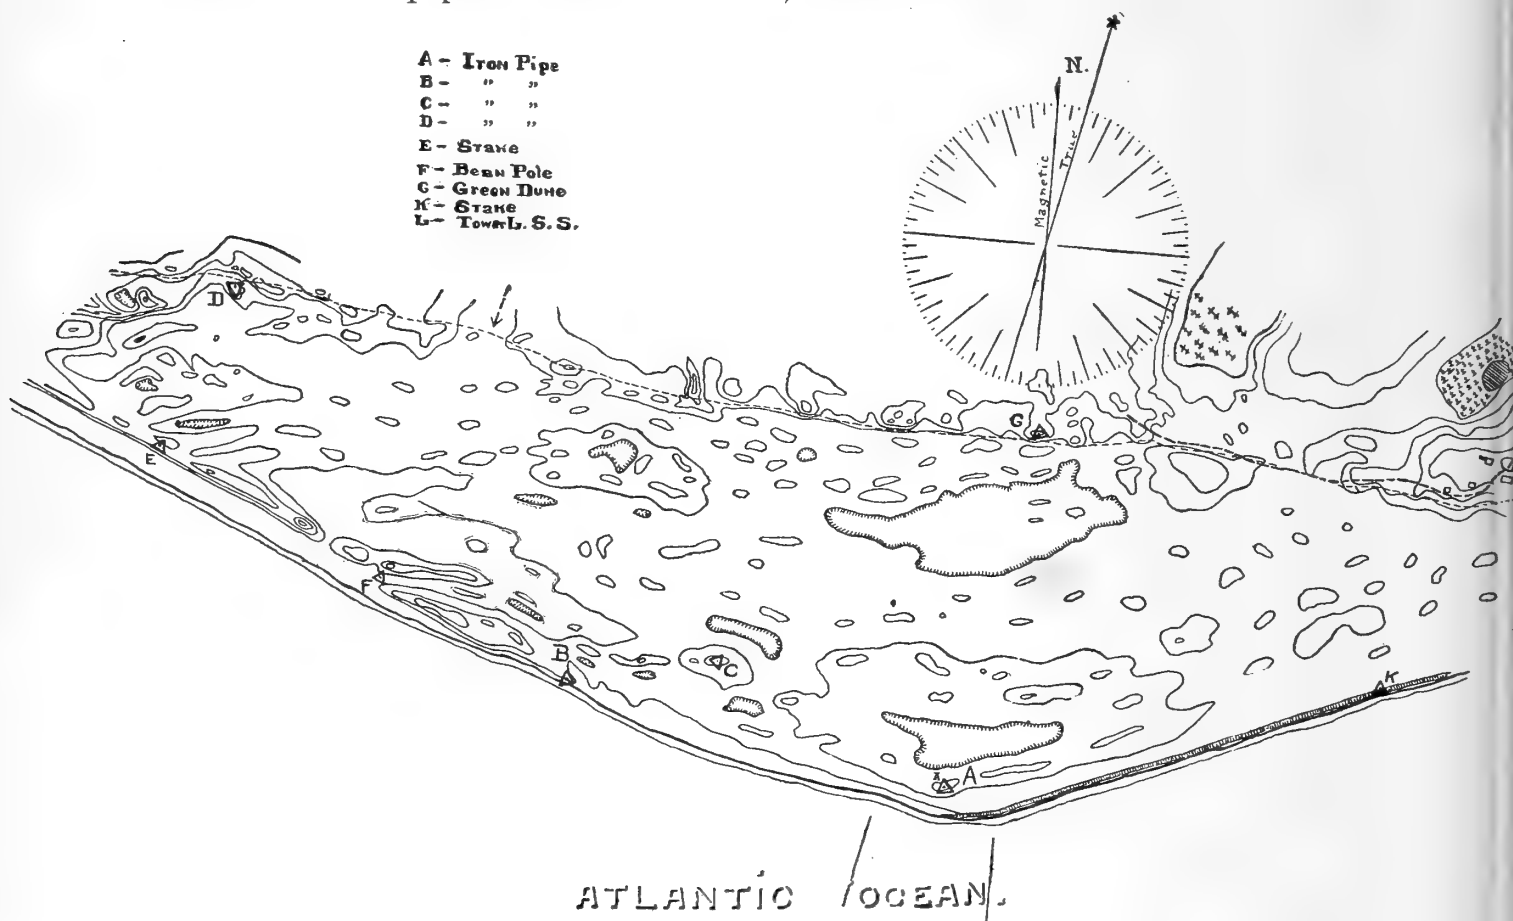 A - Iron Pipe
B - " "
C - " "
D - " "
E - Stake
F - Bean Pole
G - Green Dune
K - Stake
L - Tower L. S. S.
N.
Magnetic
True
D
G
E
F
B
C
K
A
ATLANTIC OCEAN.